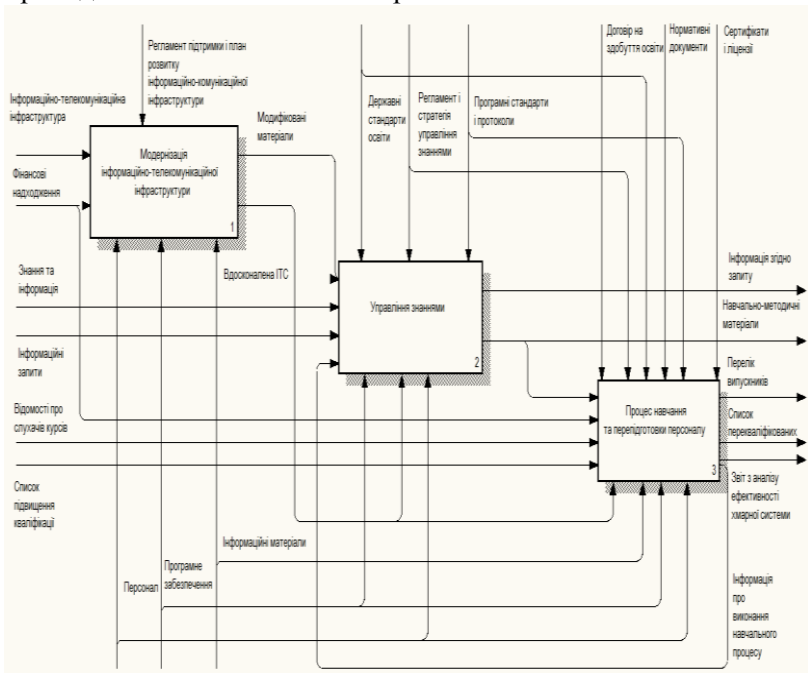 Регламент підтримки і план
розвитку
інформаційно-комунікаційної
інфраструктури
Договір на
здобуття освіти
Нормативні
документи
Сертифікати
і ліцензії
Інформаційно-телекомунікаційна
інфраструктура
Модифіковані
матеріали
Державні
стандарти
освіти
Регламент і
стратегія
управління
знаннями
Програмні стандарти
і протоколи
Модернізація
інформаційно-телекомунікаційної
інфраструктури
1
Фінансові
надходження
Знання та
інформація
Вдосконалена ІТС
Управління знаннями
2
Інформація згідно
запиту
Навчально-методичні
матеріали
Інформаційні
запити
Перелік
випускників
Відомості про
слухачів курсів
Процес навчання
та перепідготовки персоналу
3
Список
перекваліфікованих
Список
підвищення
кваліфікації
Звіт з аналізу
ефективності
хмарної системи
Інформаційні матеріали
Програмне
забезпечення
Персонал
Інформація
про
виконання
навчального
процесу